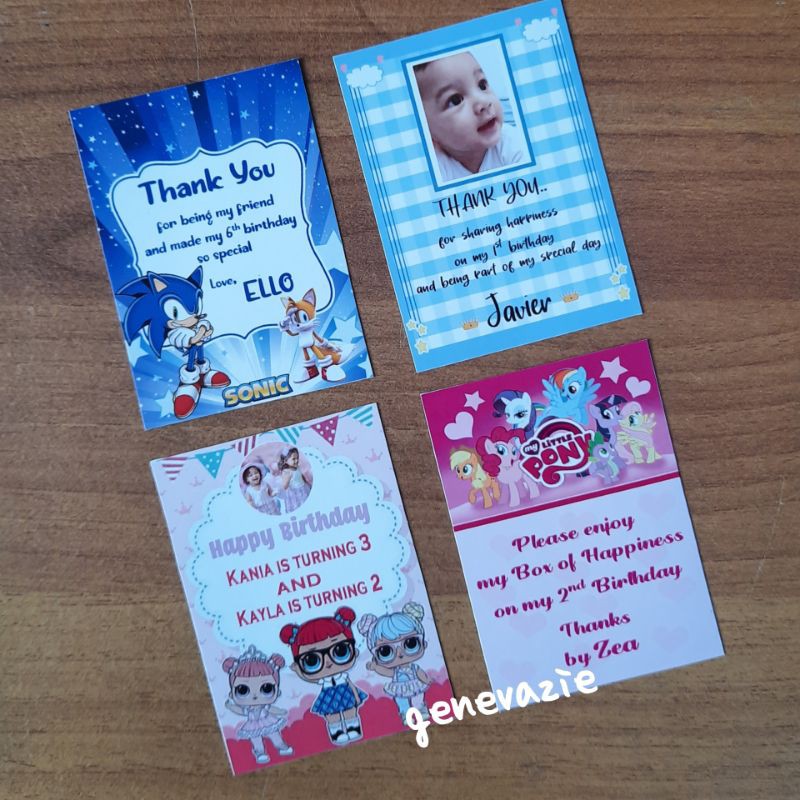 Thank You
for being my friend
and made my 6th birthday
so special
Love, ELLO
SONIC
THANK YOU..
for sharing happiness
on my 1st birthday
and being part of my special day
Javier
Happy Birthday
KANIA IS TURNING 3
AND
KAYLA IS TURNING 2
MY LITTLE
PONY
Please enjoy
my Box of Happiness
on my 2nd Birthday
Thanks
by Zea
genevazie